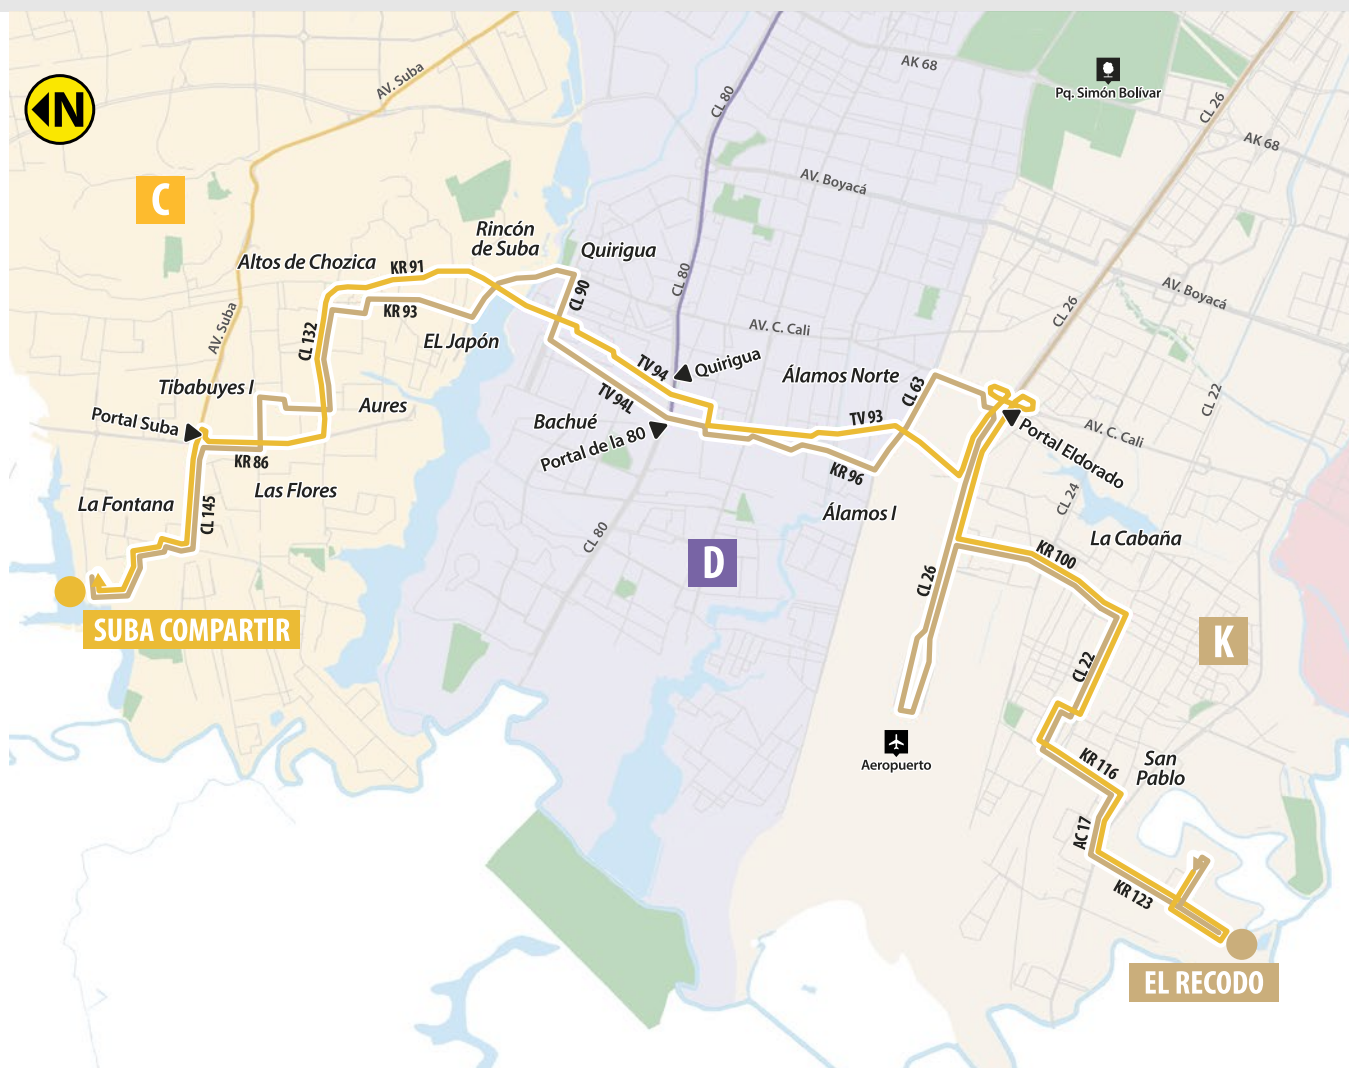 AK 68
Pq. Simón Bolívar
CL 26
AK 68
AV. Suba
CL 80
N
C
AV. Boyacá
Rincón
de Suba
Quirigua
Altos de Chozica
KR 91
CL 80
AV. Boyacá
CL 90
KR 93
CL 26
AV. Suba
CL 132
EL Japón
AV. C. Cali
TV 94
Quirigua
Álamos Norte
Tibabuyes I
TV 94L
CL 63
CL 22
Portal Suba
Aures
Bachué
TV 93
Portal Eldorado
AV. C. Cali
Portal de la 80
KR 86
KR 96
Las Flores
La Fontana
CL 145
CL 24
Álamos I
CL 80
La Cabaña
KR 100
D
CL 26
SUBA COMPARTIR
K
CL 22
Aeropuerto
KR 116
San
Pablo
AC 17
KR 123
EL RECODO